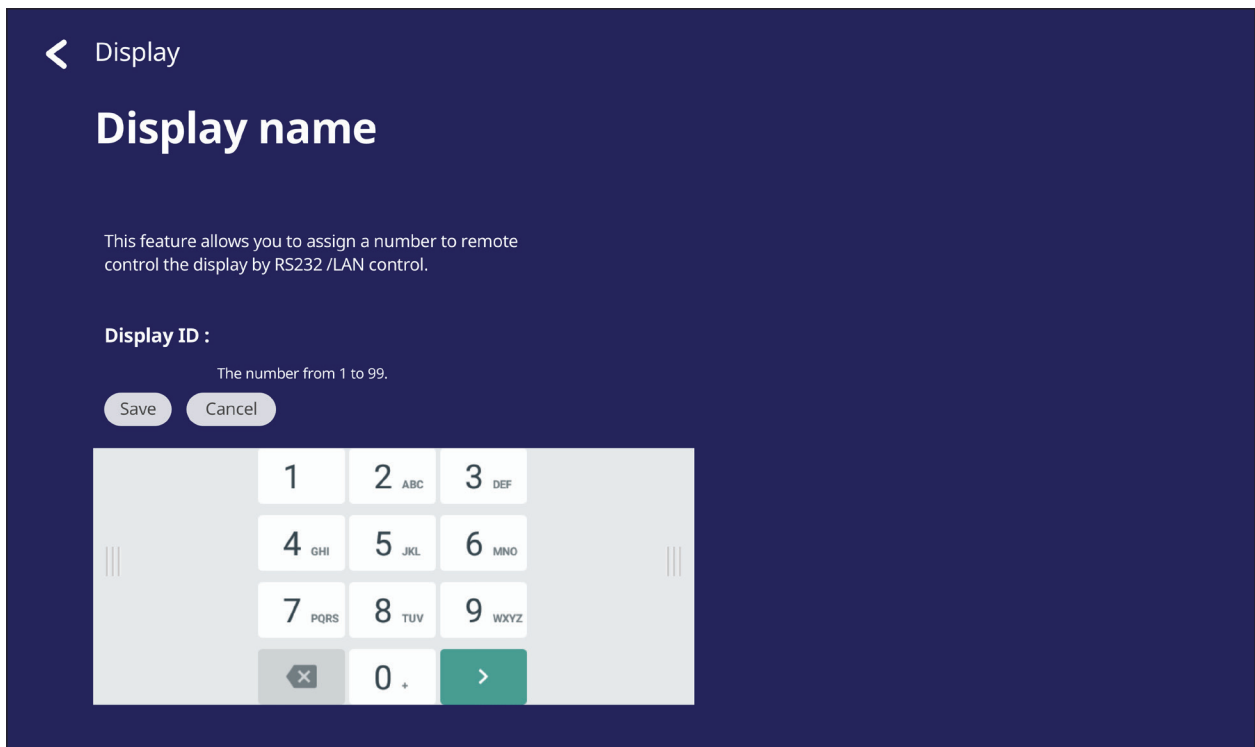 Display
Display name
This feature allows you to assign a number to remote
control the display by RS232 /LAN control.
Display ID :
The number from 1 to 99.
Save Cancel
1 2 ABC 3 DEF
4 GHI 5 JKL 6 MNO
7 PQRS 8 TUV 9 WXYZ
0 +